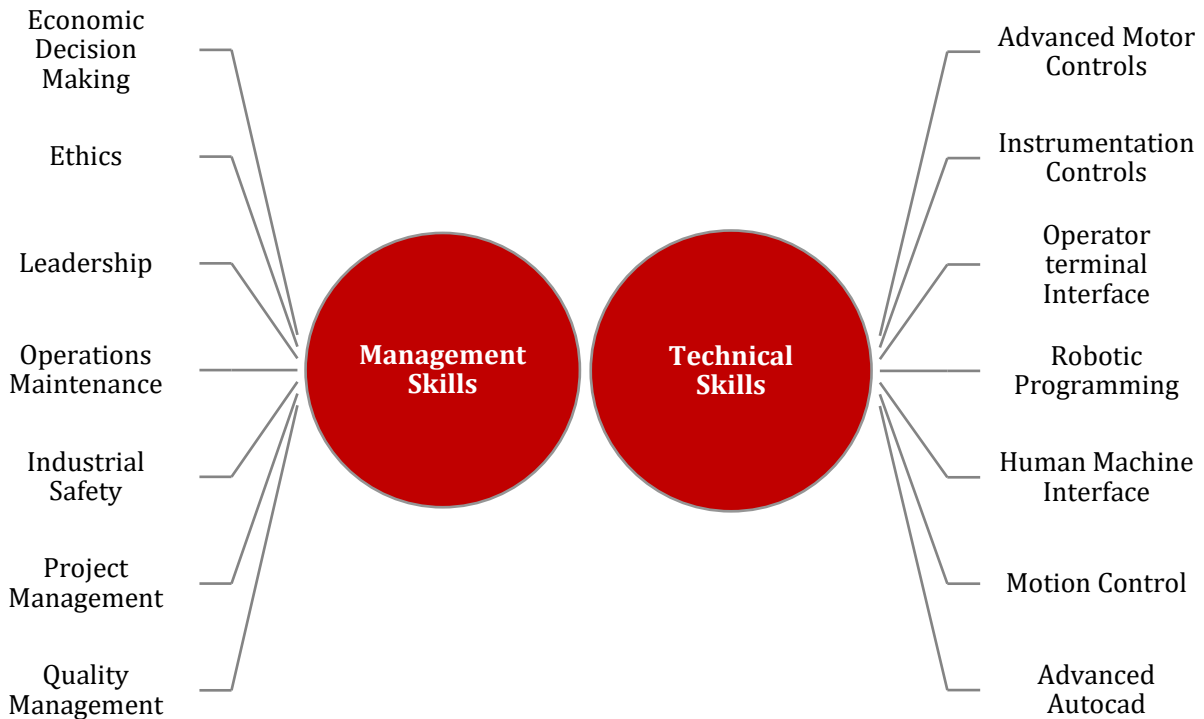 Economic
Decision
Making
Ethics
Leadership
Operations
Maintenance
Industrial
Safety
Project
Management
Quality
Management
Management
Skills
Technical
Skills
Advanced Motor
Controls
Instrumentation
Controls
Operator
terminal
Interface
Robotic
Programming
Human Machine
Interface
Motion Control
Advanced
Autocad